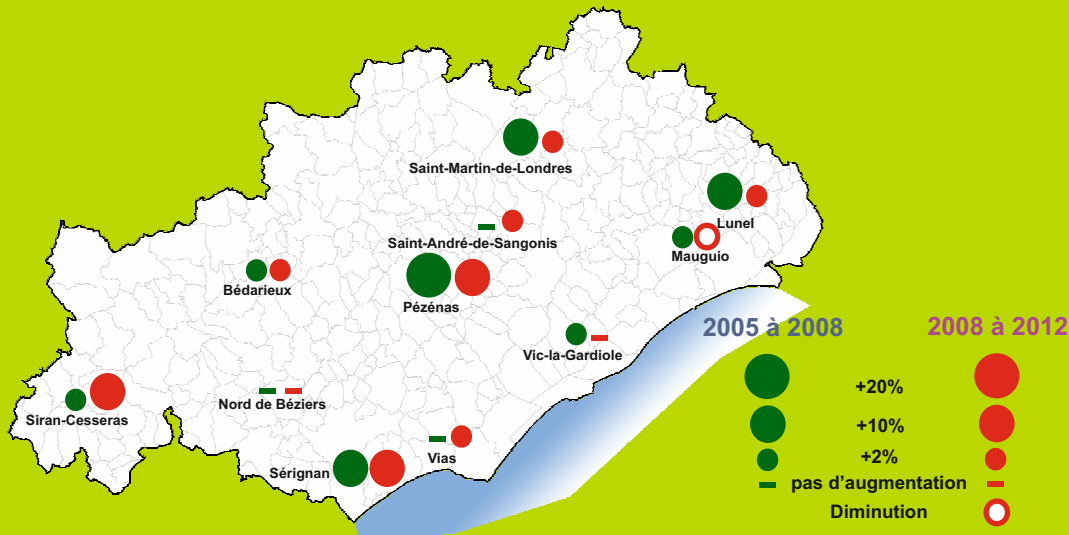 Saint-Martin-de-Londres
Lunel
Saint-André-de-Sangonis
Mauguio
Bédarieux
Pézénas
2005 à 2008 2008 à 2012
Vic-la-Gardiole
+20%
Nord de Béziers
Siran-Cesseras
+10%
Vias
+2%
Sérignan
pas d'augmentation
Diminution